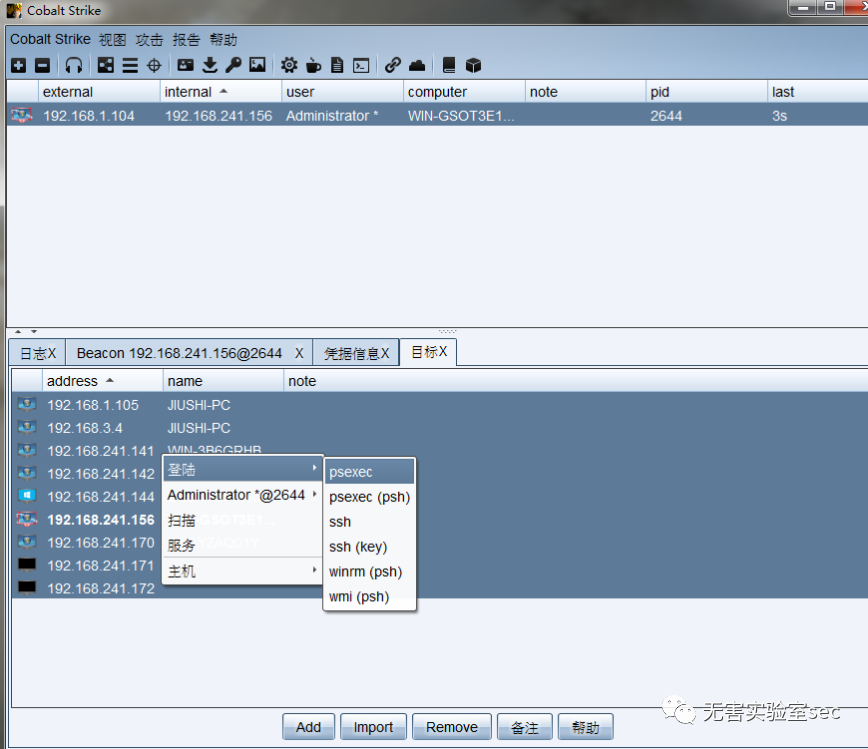 Cobalt Strike
Cobalt Strike 视图 攻击 报告 帮助
external internal user computer note pid last
192.168.1.104 192.168.241.156 Administrator * WIN-GSOT3E1... 2644 3s
日志X Beacon 192.168.241.156@2644 X 凭据信息X 目标X
address name note
192.168.1.105 JIUSHI-PC
192.168.3.4 JIUSHI-PC
192.168.241.141 WIN-3B6GRHB
192.168.241.142
192.168.241.144
192.168.241.156
192.168.241.170
192.168.241.171
192.168.241.172
登陆
Administrator *@2644
扫描
服务
主机
psexec
psexec (psh)
ssh
ssh (key)
winrm (psh)
wmi (psh)
Add Import Remove 备注 帮助
无害实验室sec